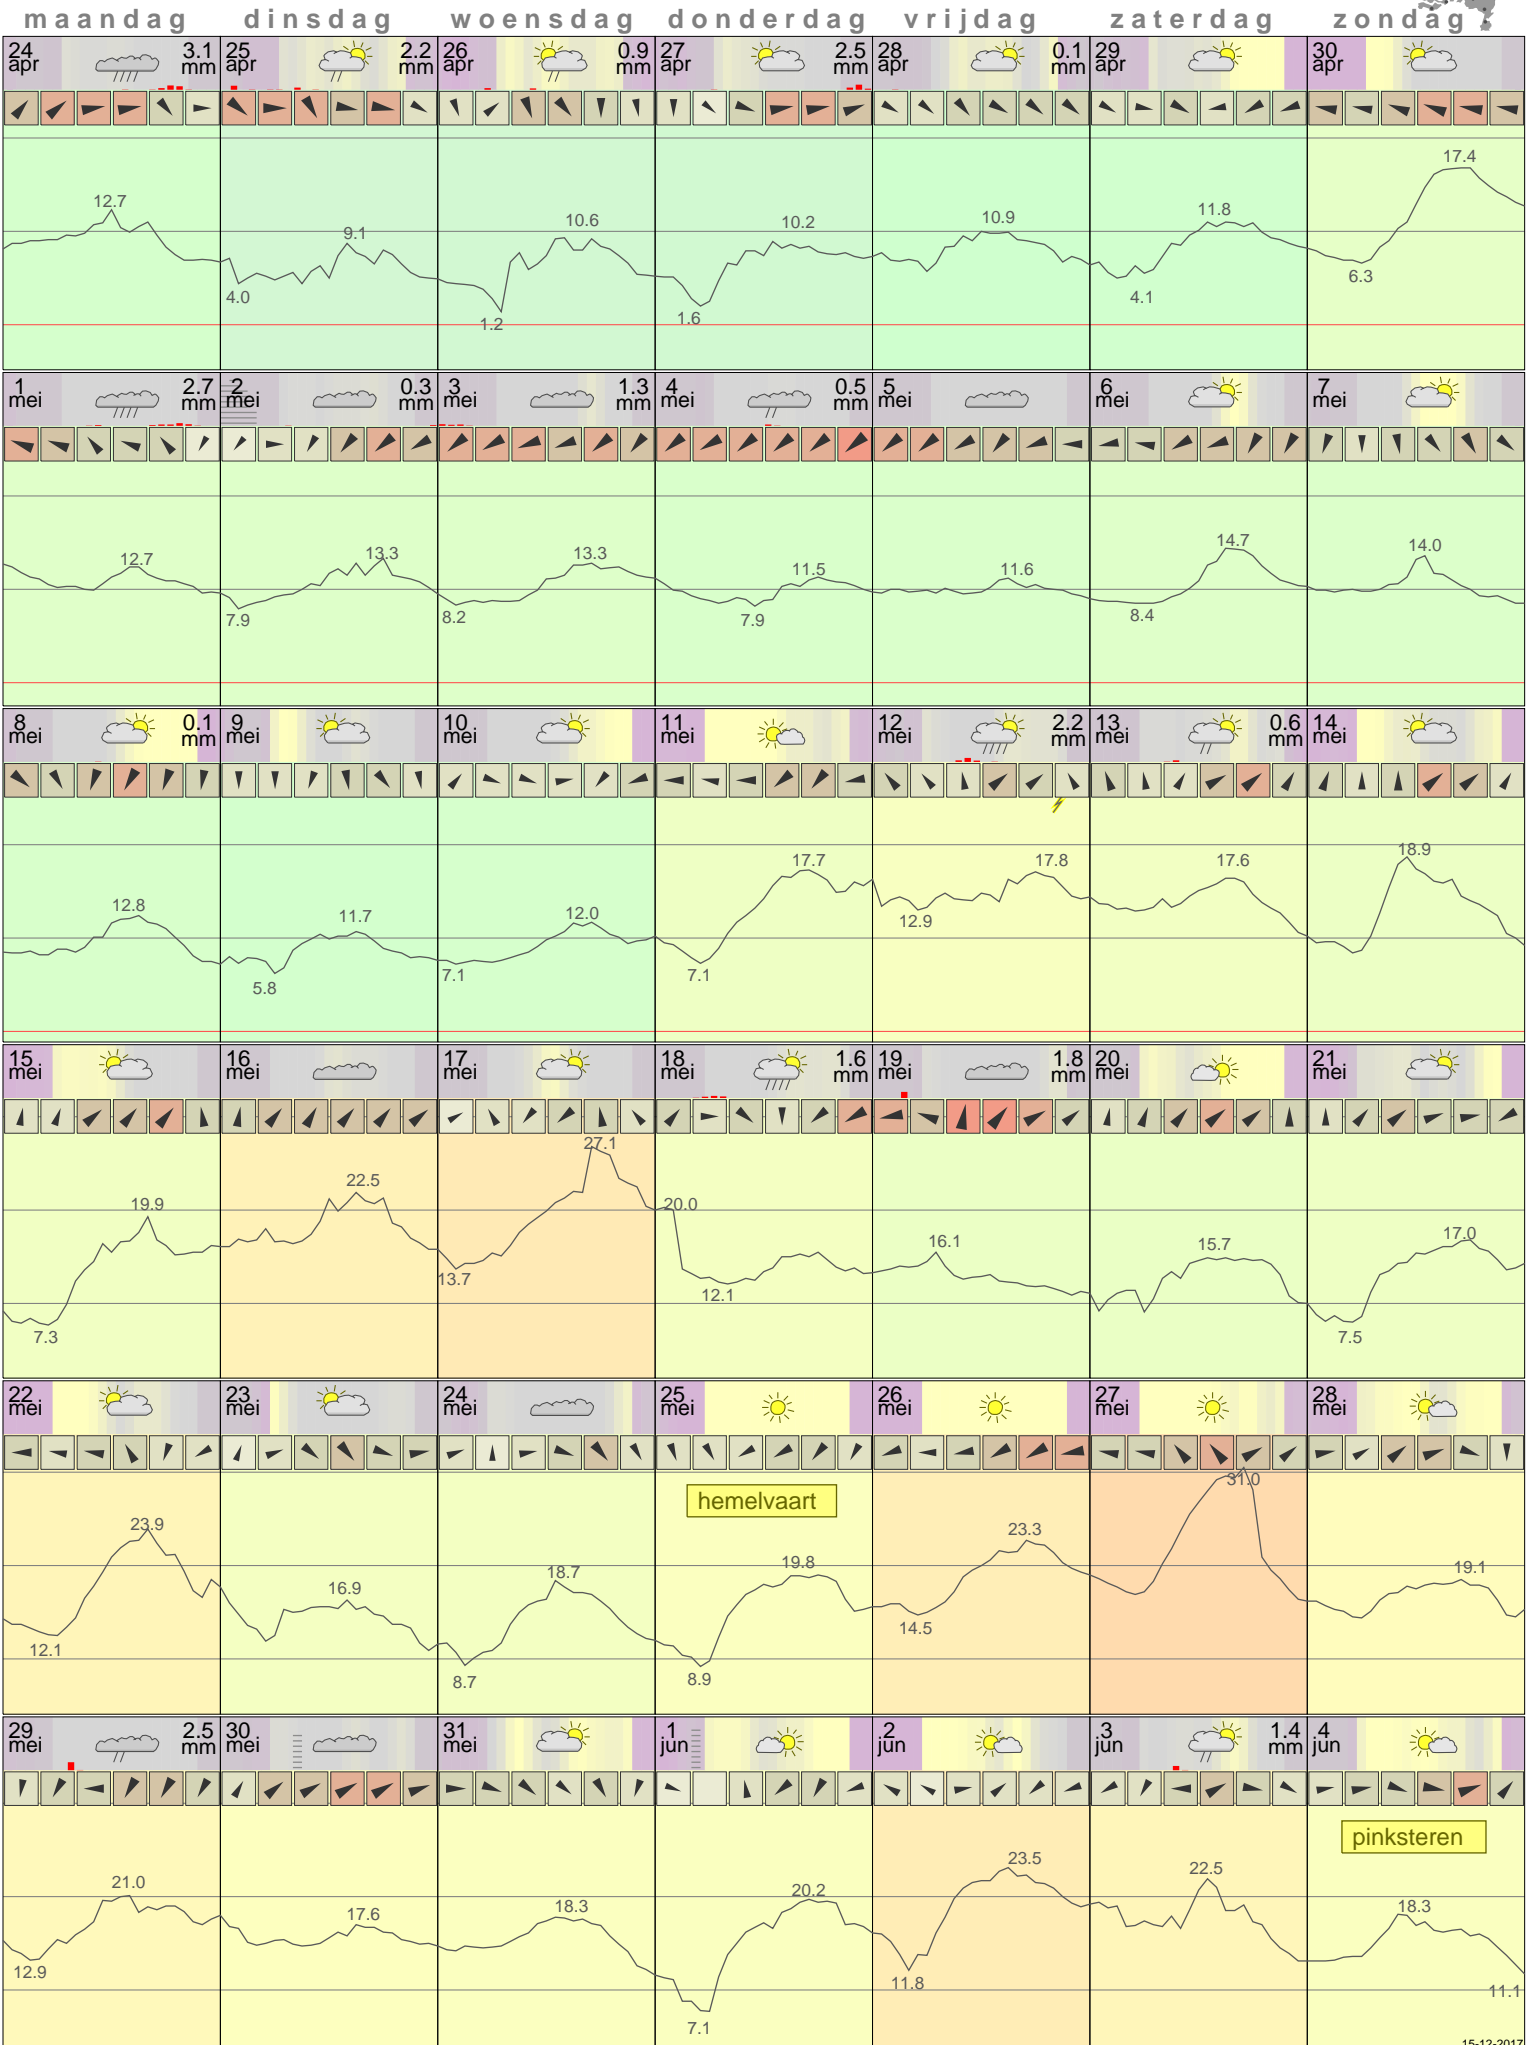 maandag dinsdag woensdag donderdag vrijdag zaterdag zondag
24 apr 3.1 mm 25 apr 2.2 mm 26 apr 0.9 mm 27 apr 2.5 mm 28 apr 0.1 mm 29 apr 30 apr
12.7 4.0 9.1 1.2 10.6 1.6 10.2 10.9 4.1 11.8 6.3 17.4
1 mei 2.7 mm 2 mei 0.3 mm 3 mei 1.3 mm 4 mei 0.5 mm 5 mei 6 mei 7 mei
12.7 7.9 13.3 8.2 13.3 7.9 11.5 11.6 8.4 14.7 14.0
8 mei 0.1 mm 9 mei 10 mei 11 mei 12 mei 2.2 mm 13 mei 0.6 mm 14 mei
12.8 5.8 11.7 7.1 12.0 7.1 17.7 12.9 17.8 17.6 18.9
15 mei 16 mei 17 mei 18 mei 1.6 mm 19 mei 1.8 mm 20 mei 21 mei
7.3 19.9 22.5 13.7 27.1 20.0 12.1 16.1 15.7 7.5 17.0
22 mei 23 mei 24 mei 25 mei 26 mei 27 mei 28 mei
hemelvaart
12.1 23.9 16.9 8.7 18.7 8.9 19.8 14.5 23.3 31.0 19.1
29 mei 2.5 mm 30 mei 31 mei 1 jun 2 jun 3 jun 1.4 mm 4 jun
pinksteren
12.9 21.0 17.6 18.3 7.1 20.2 11.8 23.5 22.5 18.3 11.1
15-12-2017